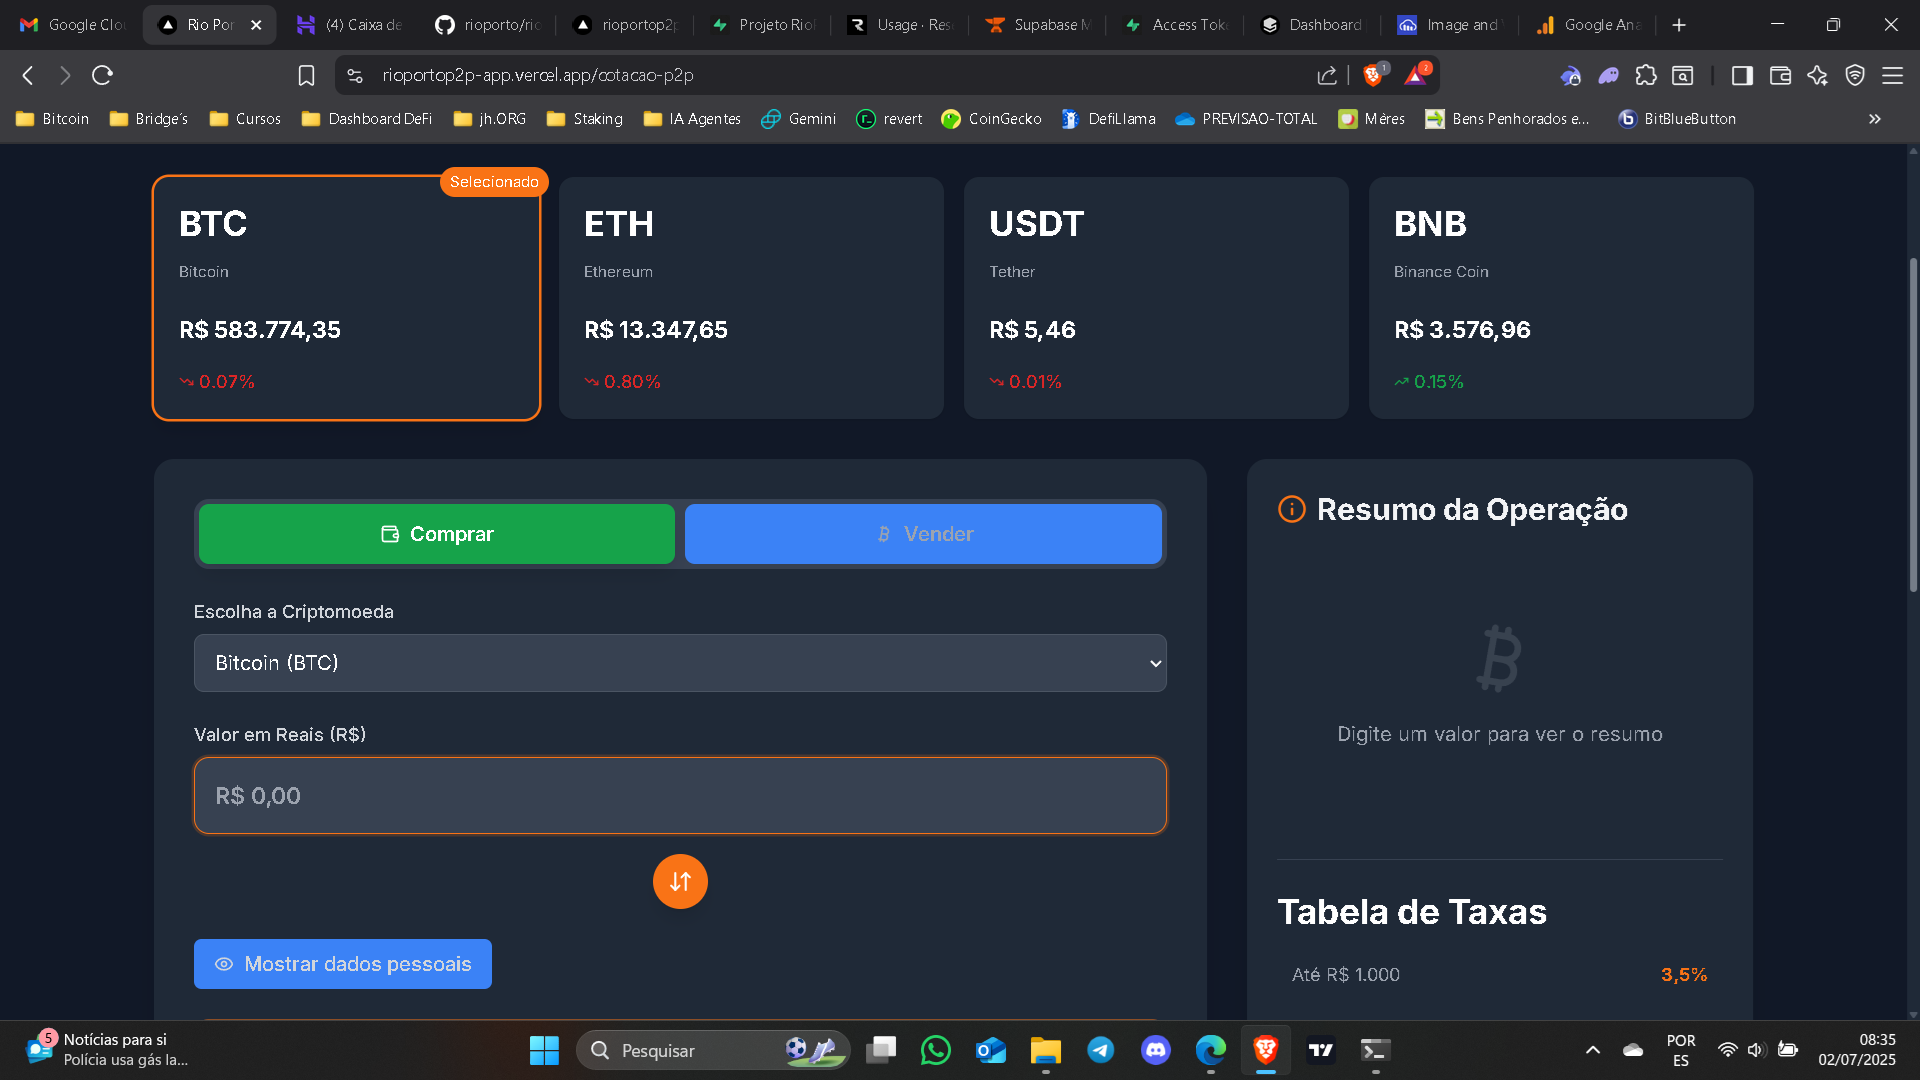 Google Clo
Rio Por
(4) Caixa de
rioporto/rio
rioportop2p
Projeto Riol
Usage · Res
Supabase M
Access Tok
Dashboard
Image and
Google Ana
rioportop2p-app.vercel.app/cotacao-p2p
1
2
Bitcoin
Bridge's
Cursos
Dashboard DeFi
jh.ORG
Staking
IA Agentes
Gemini
revert
CoinGecko
DefiLlama
PREVISAO-TOTAL
Mères
Bens Penhorados e...
BitBlueButton
Selecionado
BTC
Bitcoin
R$ 583.774,35
0.07%
ETH
Ethereum
R$ 13.347,65
0.80%
USDT
Tether
R$ 5,46
0.01%
BNB
Binance Coin
R$ 3.576,96
0.15%
Comprar
Vender
Escolha a Criptomoeda
Bitcoin (BTC)
Valor em Reais (R$)
R$ 0,00
Mostrar dados pessoais
Resumo da Operação
Digite um valor para ver o resumo
Tabela de Taxas
Até R$ 1.000
3,5%
5
Notícias para si
Polícia usa gás la...
Pesquisar
POR
ES
08:35
02/07/2025